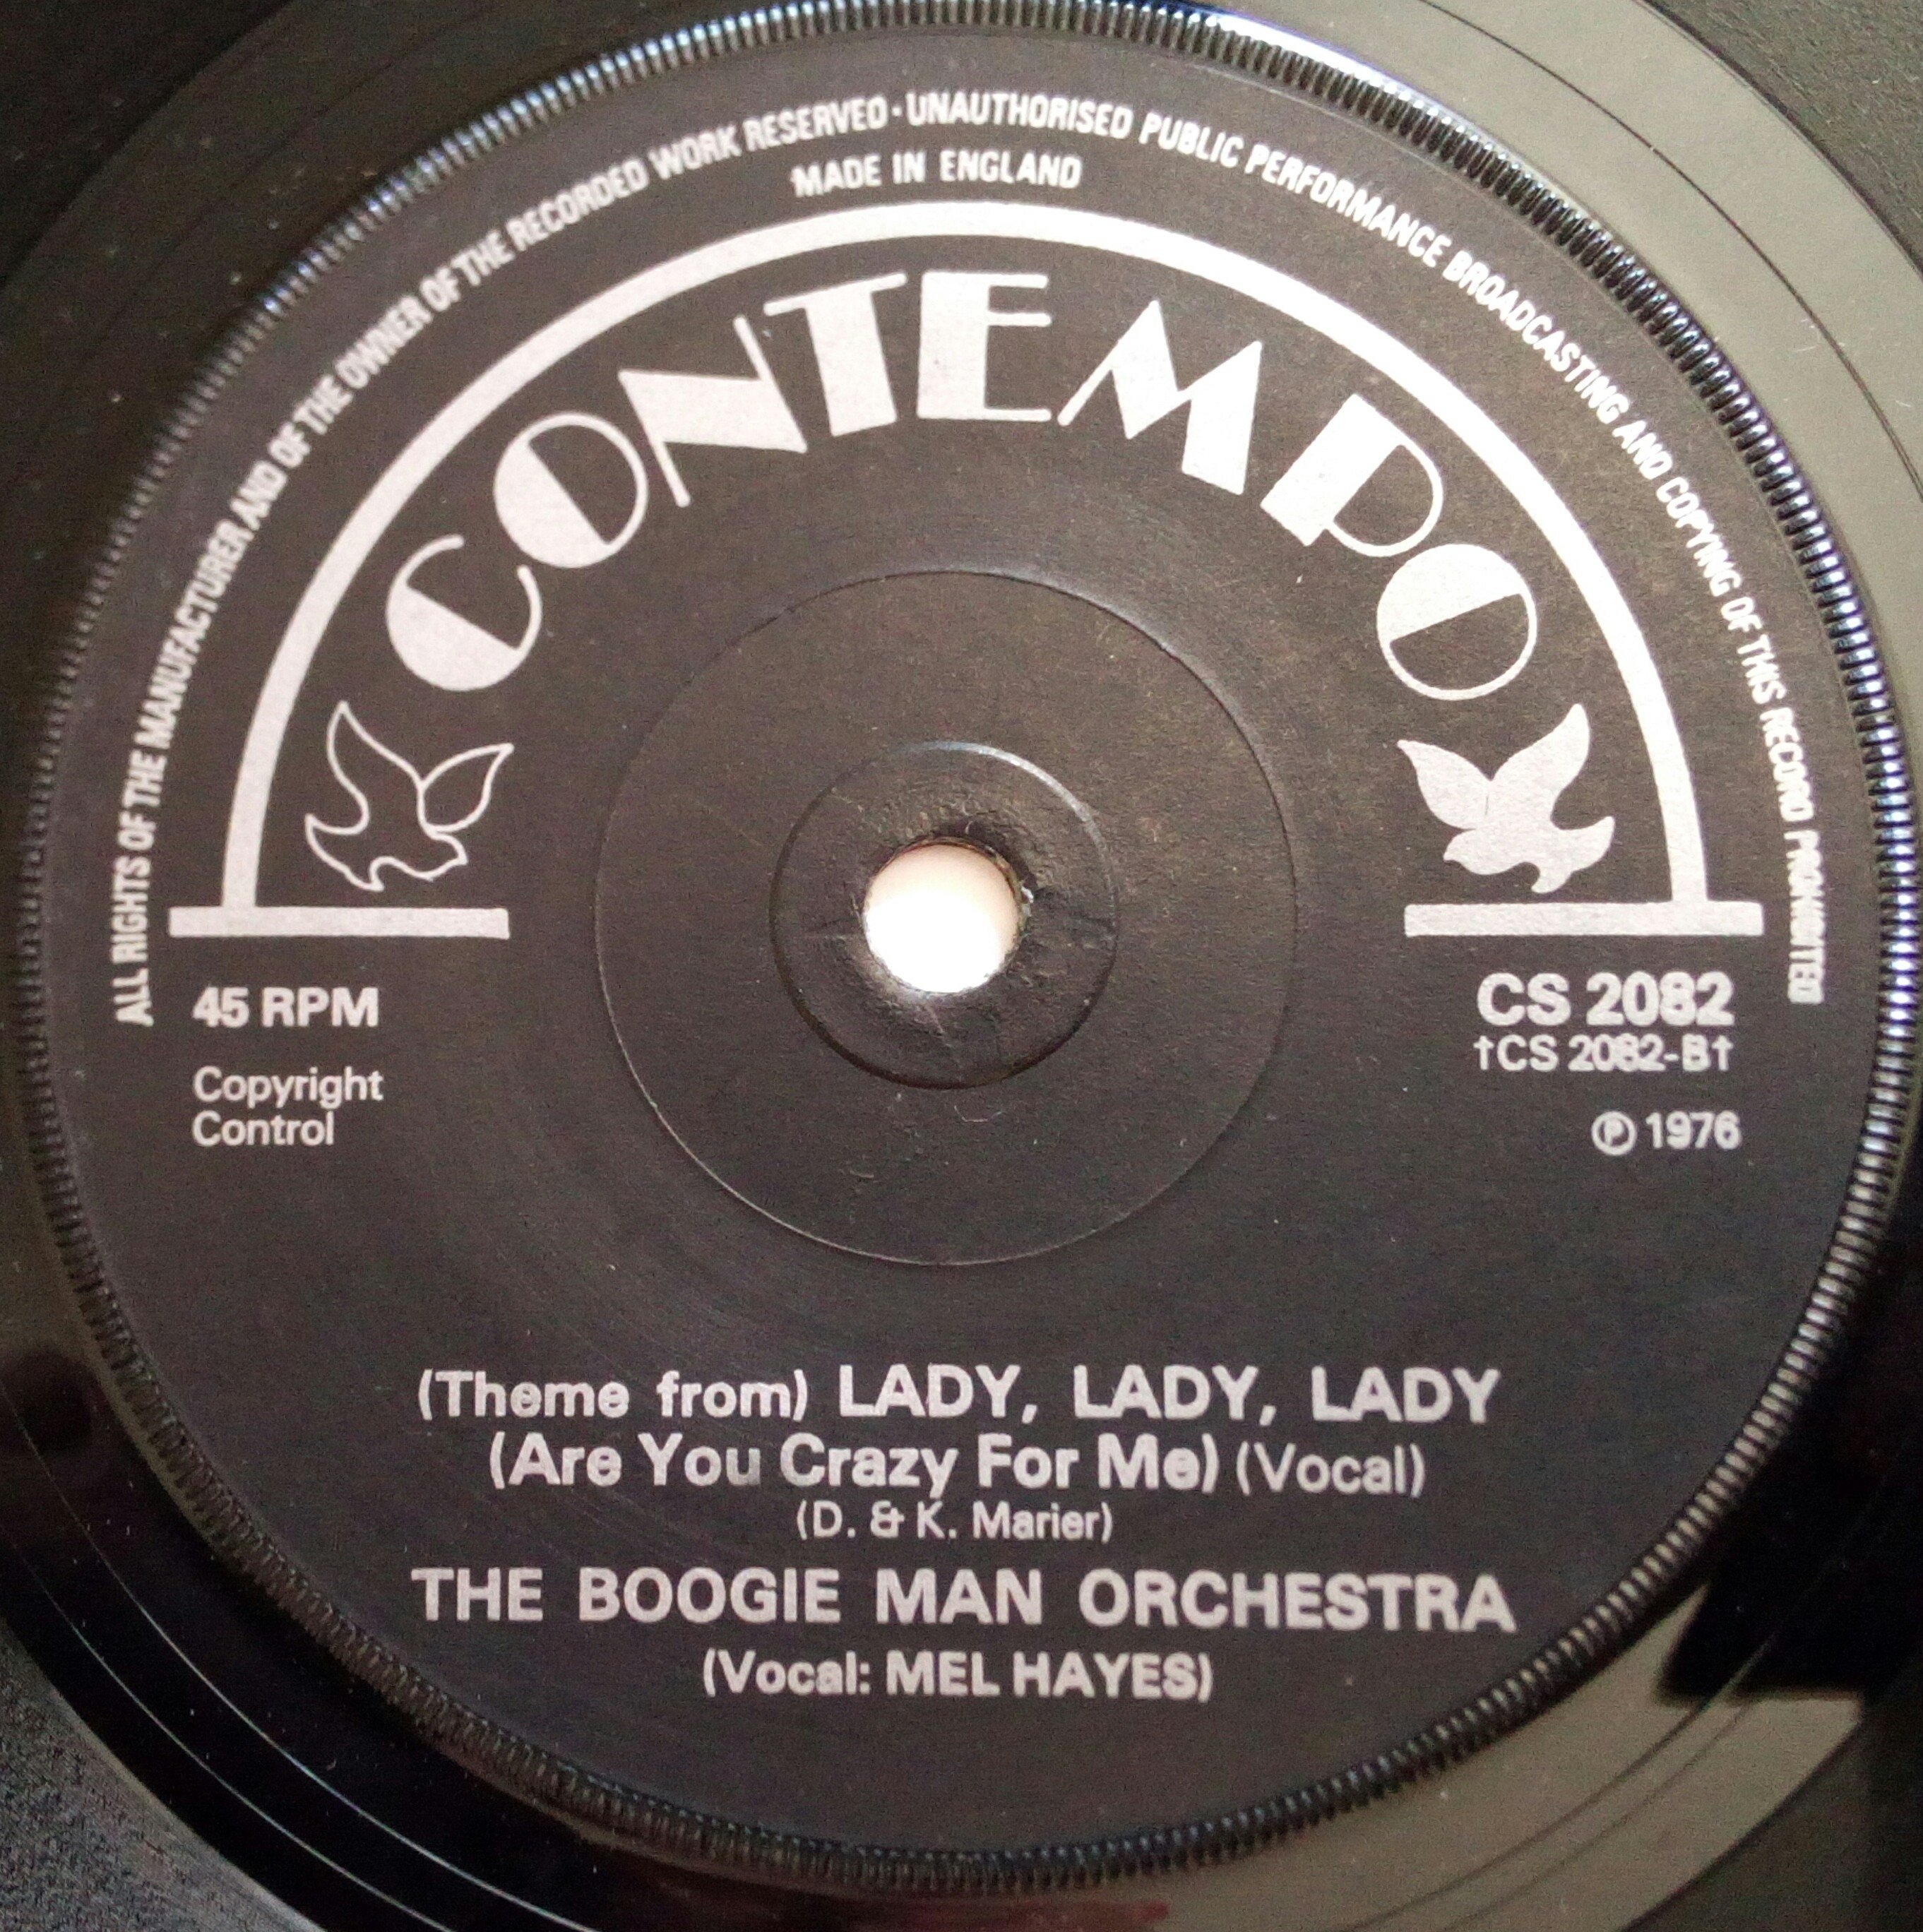 ALL RIGHTS OF THE MANUFACTURER AND OF THE OWNER OF THE RECORDED WORK RESERVED · UNAUTHORISED PUBLIC PERFORMANCE BROADCASTING AND COPYING OF THIS RECORD PROHIBITED
MADE IN ENGLAND
CONTEMPO
45 RPM
Copyright
Control
CS 2082
†CS 2082-B†
℗ 1976
(Theme from) LADY, LADY, LADY
(Are You Crazy For Me) (Vocal)
(D. & K. Marier)
THE BOOGIE MAN ORCHESTRA
(Vocal: MEL HAYES)